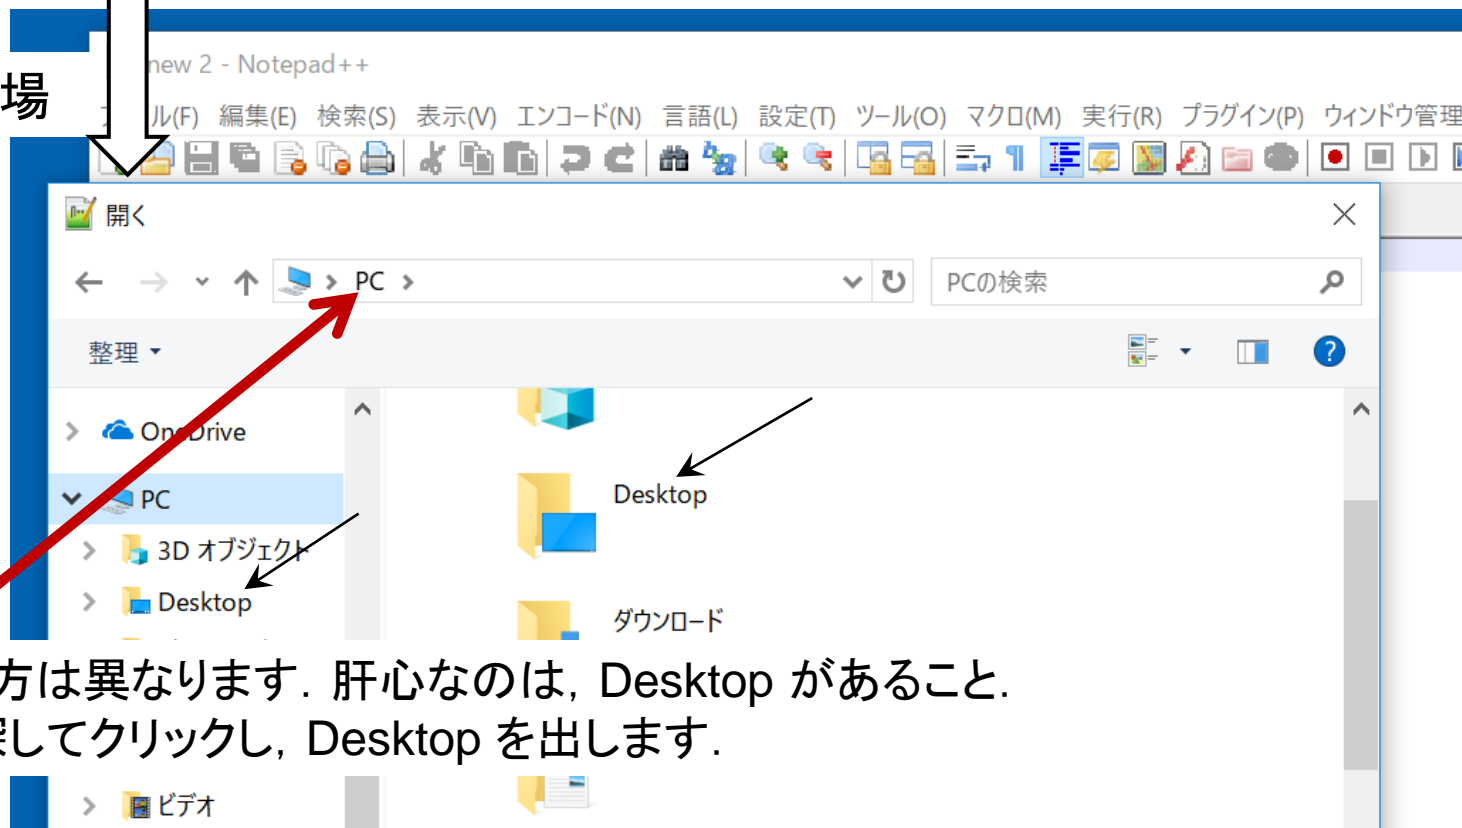 new 2 - Notepad++
場
ル(F) 編集(E) 検索(S) 表示(V) エンコード(N) 言語(L) 設定(T) ツール(O) マクロ(M) 実行(R) プラグイン(P) ウィンドウ管理
開く
PC
PCの検索
整理
OneDrive
PC
3D オブジェクト
Desktop
Desktop
ダウンロード
方は異なります．肝心なのは，Desktop があること．
してクリックし，Desktop を出します．
ビデオ